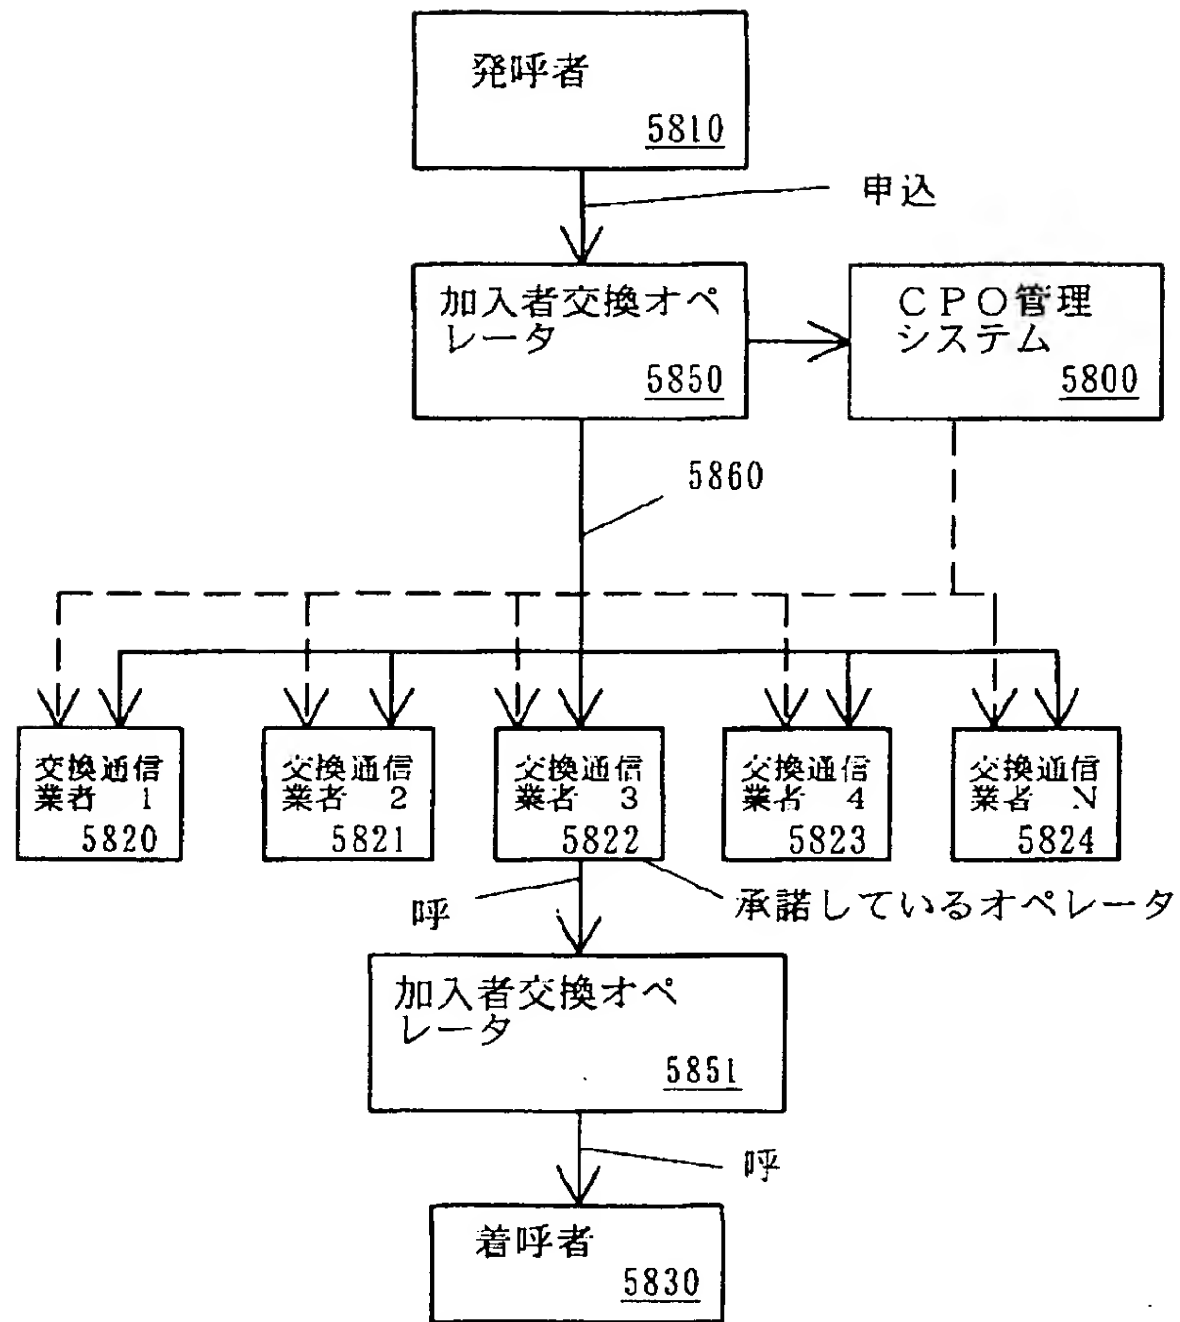 発呼者
5810
申込
加入者交換オペ
レータ
5850
CPO管理
システム
5800
5860
交換通信
業者 1
5820
交換通信
業者 2
5821
交換通信
業者 3
5822
交換通信
業者 4
5823
交換通信
業者 N
5824
呼
承諾しているオペレータ
加入者交換オペ
レータ
5851
呼
着呼者
5830